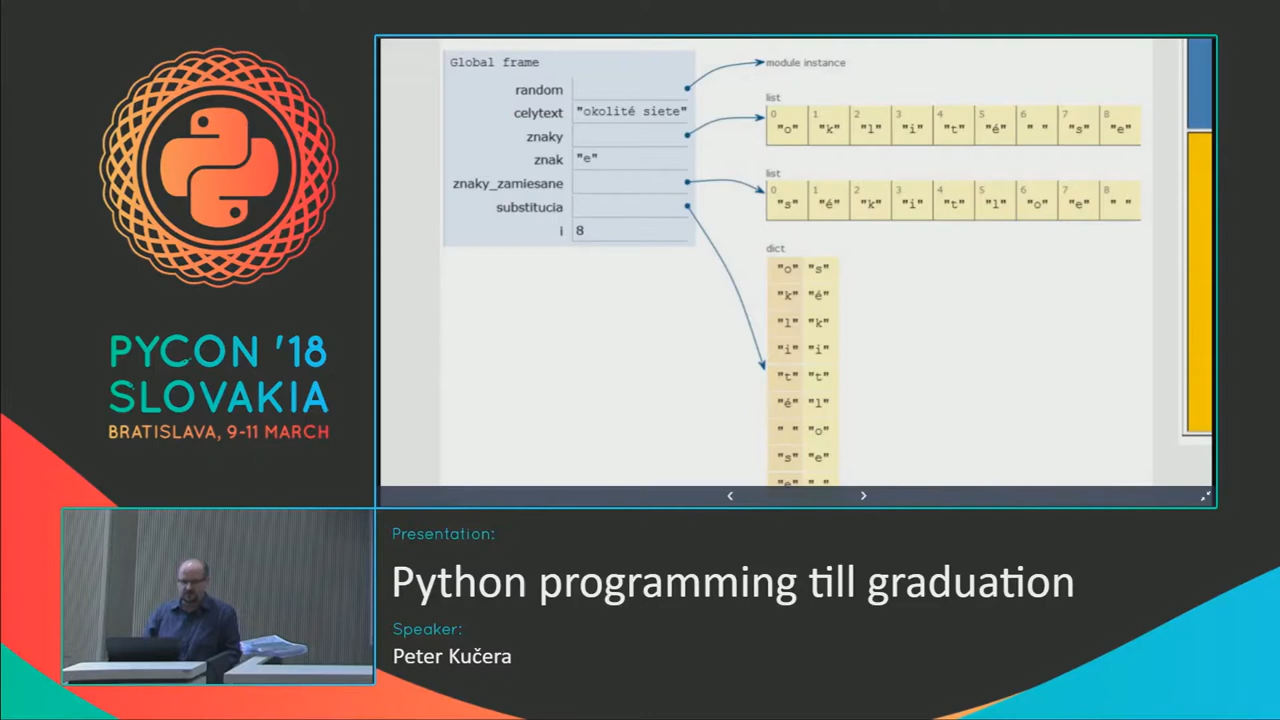 PYCON '18
SLOVAKIA
BRATISLAVA, 9-11 MARCH
Global frame
random
celytext "okolité siete"
znaky
znak "e"
znaky_zamiesane
substitucia
i 8
module instance
list
0 1 2 3 4 5 6 7 8
"o" "k" "l" "i" "t" "é" " " "s" "e"
list
0 1 2 3 4 5 6 7 8
"s" "é" "k" "i" "t" "l" "o" "e" " "
dict
"o" "s"
"k" "é"
"l" "k"
"i" "i"
"t" "t"
"é" "l"
" " "o"
"s" "e"
"e" " "
Presentation:
Python programming till graduation
Speaker:
Peter Kučera